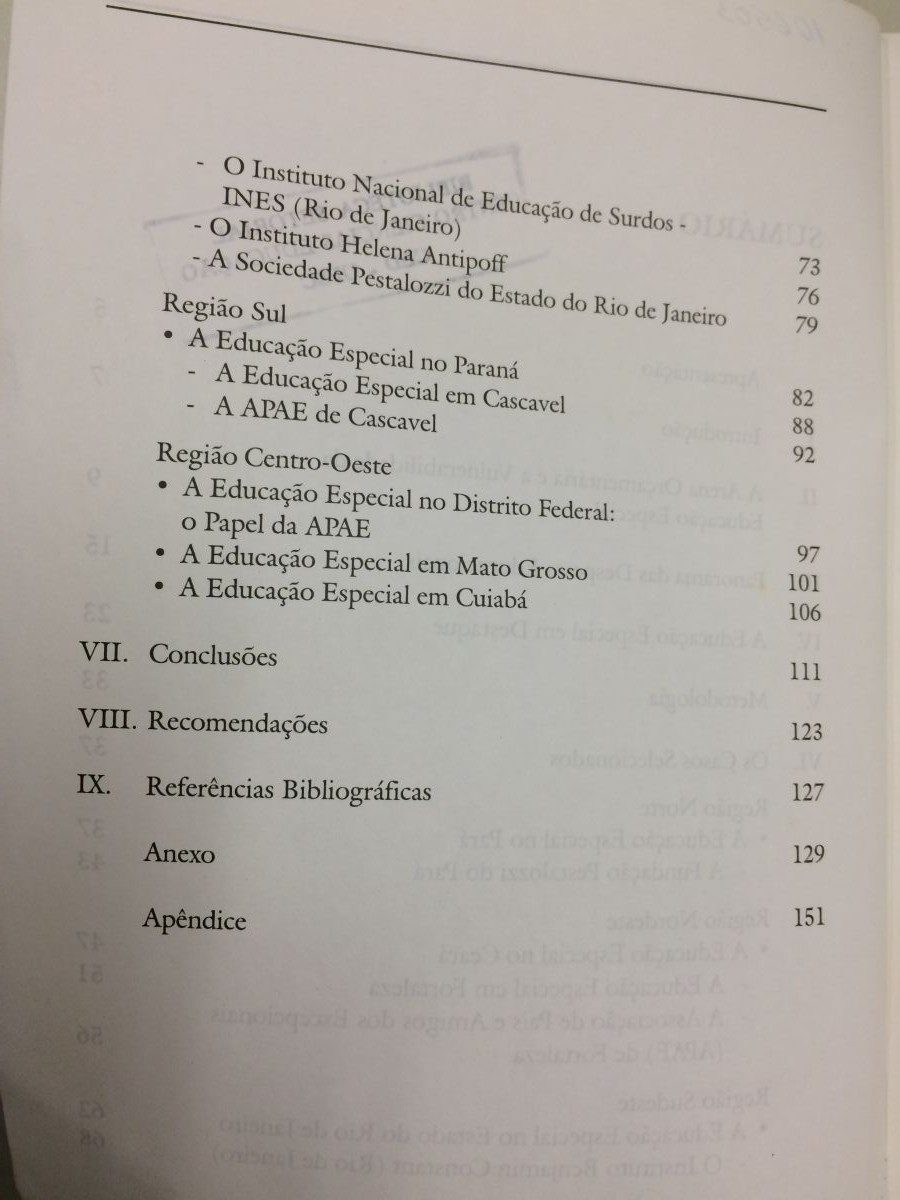 - O Instituto Nacional de Educação de Surdos -
INES (Rio de Janeiro) 73
- O Instituto Helena Antipoff 76
- A Sociedade Pestalozzi do Estado do Rio de Janeiro 79
Região Sul
• A Educação Especial no Paraná 82
- A Educação Especial em Cascavel 88
- A APAE de Cascavel 92
Região Centro-Oeste
• A Educação Especial no Distrito Federal:
o Papel da APAE 97
• A Educação Especial em Mato Grosso 101
• A Educação Especial em Cuiabá 106
VII. Conclusões 111
VIII. Recomendações 123
IX. Referências Bibliográficas 127
Anexo 129
Apêndice 151